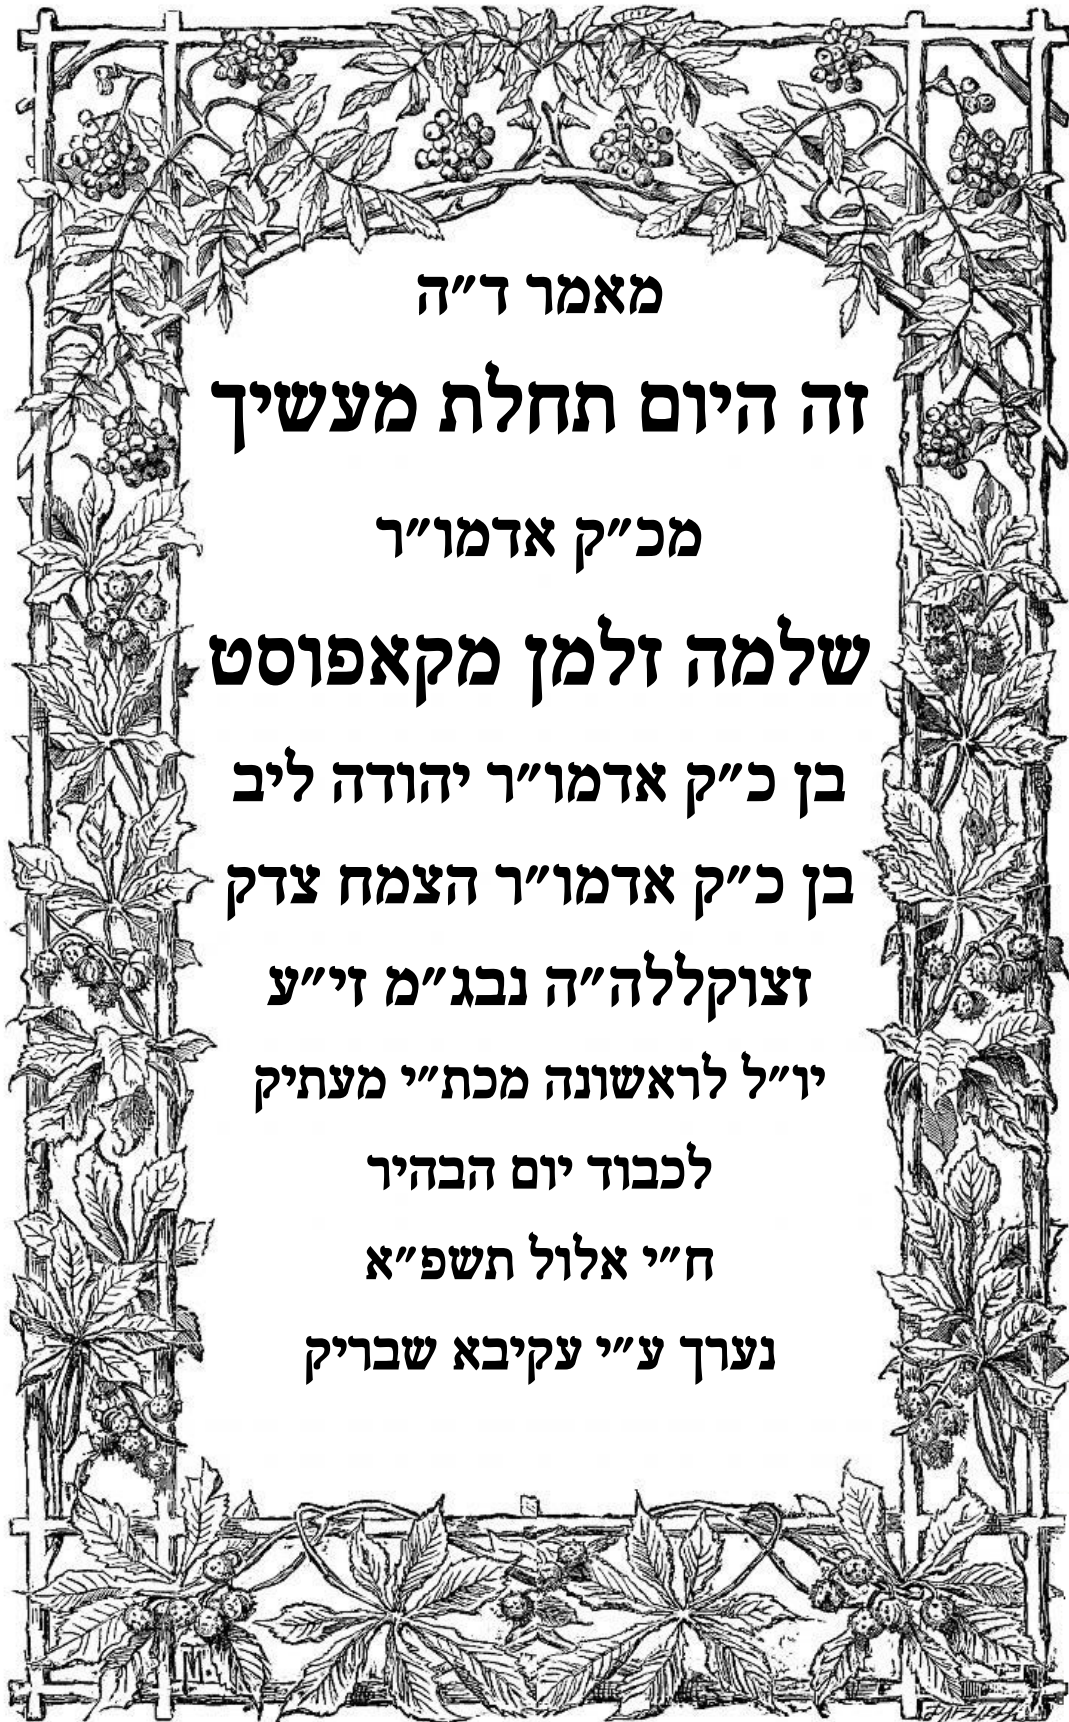 מאמר ד״ה
זה היום תחלת מעשיך
מכ״ק אדמו״ר
שלמה זלמן מקאפוסט
בן כ״ק אדמו״ר יהודה ליב
בן כ״ק אדמו״ר הצמח צדק
זצוקללה״ה נבג״מ זי״ע
יו״ל לראשונה מכת״י מעתיק
לכבוד יום הבהיר
ח״י אלול תשפ״א
נערך ע״י עקיבא שבריק
M.